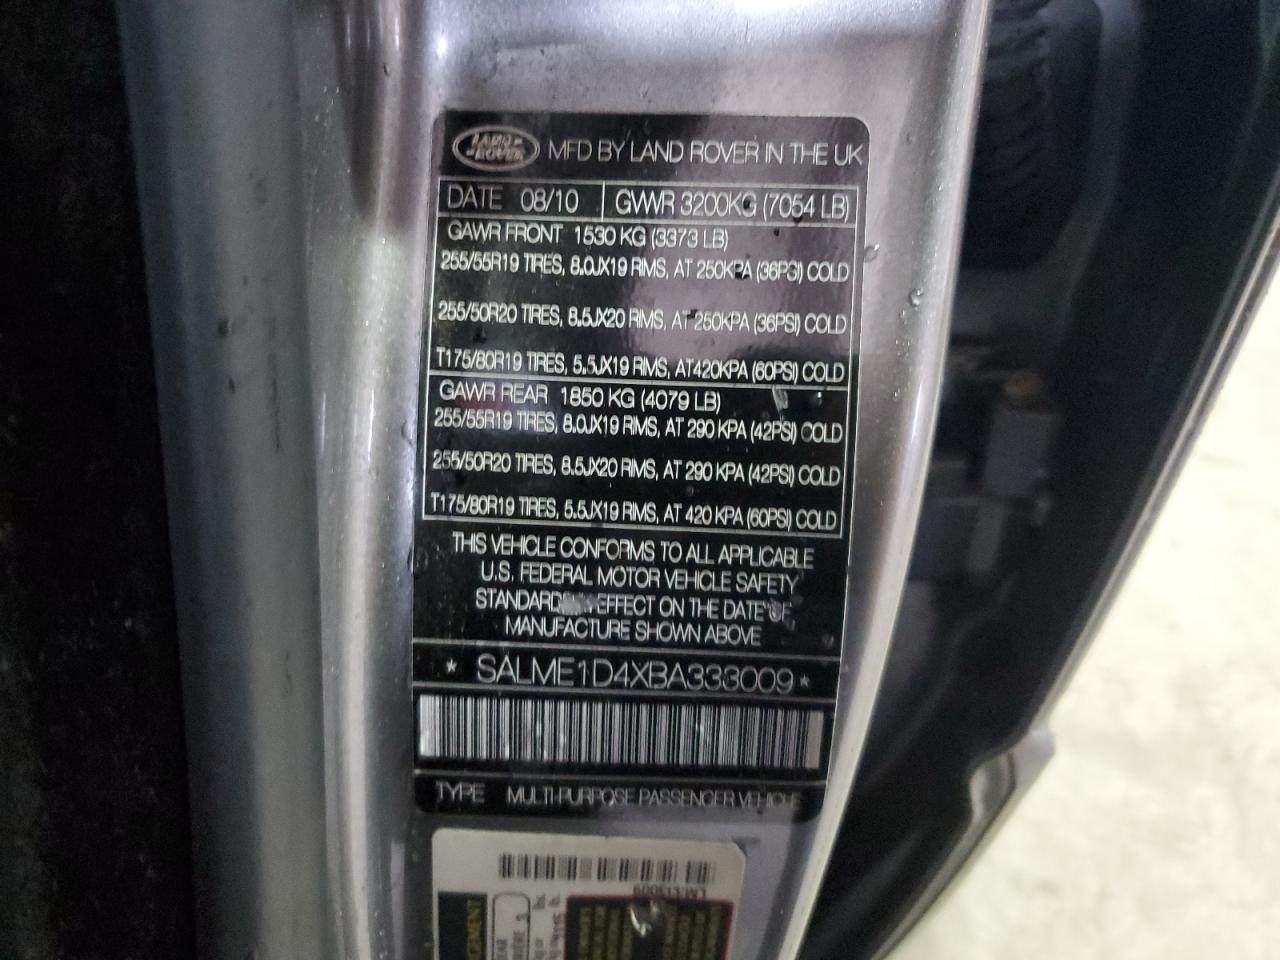 LAND ROVER MFD BY LAND ROVER IN THE UK
DATE 08/10 GVWR 3200KG (7054 LB)
GAWR FRONT 1530 KG (3373 LB)
255/55R19 TIRES, 8.0JX19 RIMS, AT 250KPA (36PSI) COLD
255/50R20 TIRES, 8.5JX20 RIMS, AT 250KPA (36PSI) COLD
T175/80R19 TIRES, 5.5JX19 RIMS, AT420KPA (60PSI) COLD
GAWR REAR 1850 KG (4079 LB)
255/55R19 TIRES, 8.0JX19 RIMS, AT 290 KPA (42PSI) COLD
255/50R20 TIRES, 8.5JX20 RIMS, AT 290 KPA (42PSI) COLD
T175/80R19 TIRES, 5.5JX19 RIMS, AT 420 KPA (60PSI) COLD
THIS VEHICLE CONFORMS TO ALL APPLICABLE
U.S. FEDERAL MOTOR VEHICLE SAFETY
STANDARDS EFFECT ON THE DATE OF
MANUFACTURE SHOWN ABOVE
* SALME1D4XBA333009 *
TYPE MULTI-PURPOSE PASSENGER VEHICLE